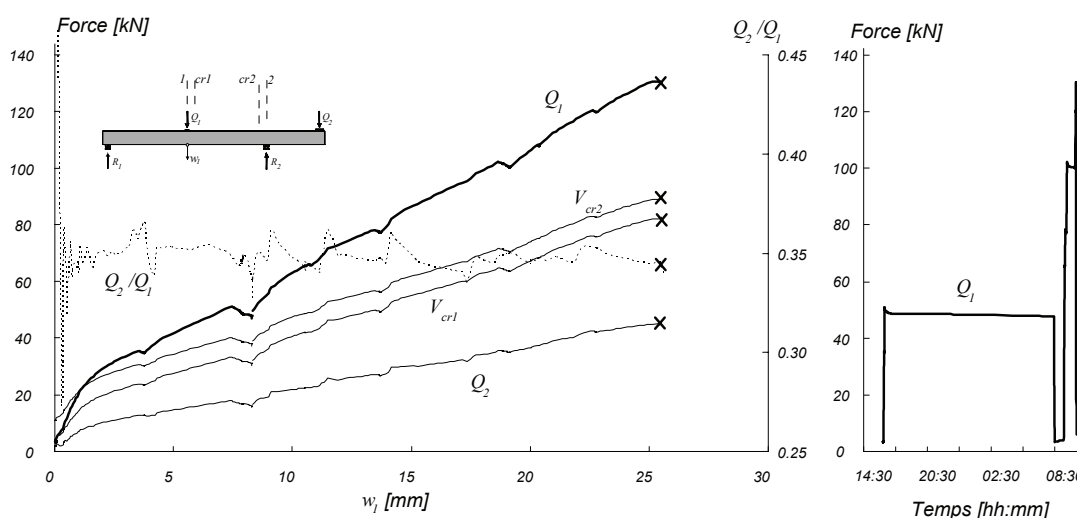 Force [kN]
Q2 /Q1
Force [kN]
140
120
100
80
60
40
20
0
0.45
0.40
0.35
0.30
0.25
140
120
100
80
60
40
20
0
1 cr1 cr2 2
Q1 Q2
R1 w1 R2
Q1
Vcr2
Q2 /Q1
Vcr1
Q2
Q1
0 5 10 15 20 25 30
w1 [mm]
14:30 20:30 02:30 08:30
Temps [hh:mm]